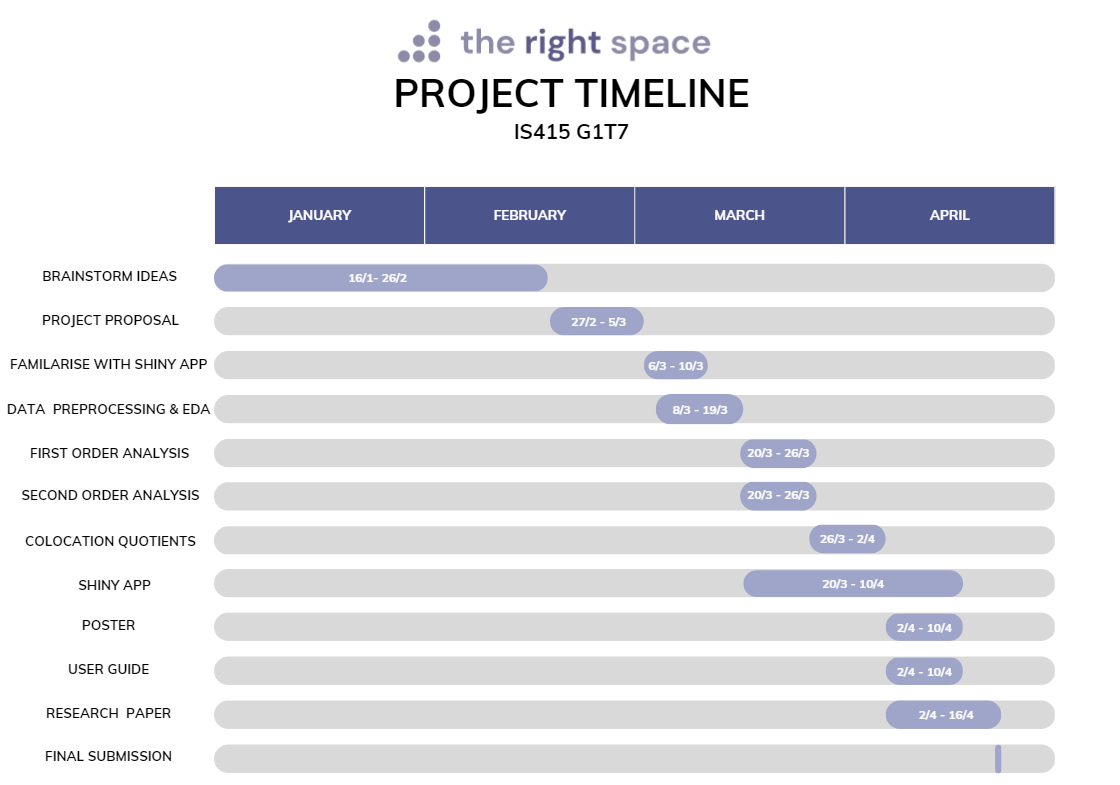 the right space
PROJECT TIMELINE
IS415 G1T7
JANUARY FEBRUARY MARCH APRIL
BRAINSTORM IDEAS 16/1- 26/2
PROJECT PROPOSAL 27/2 - 5/3
FAMILARISE WITH SHINY APP 6/3 - 10/3
DATA PREPROCESSING & EDA 8/3 - 19/3
FIRST ORDER ANALYSIS 20/3 - 26/3
SECOND ORDER ANALYSIS 20/3 - 26/3
COLOCATION QUOTIENTS 26/3 - 2/4
SHINY APP 20/3 - 10/4
POSTER 2/4 - 10/4
USER GUIDE 2/4 - 10/4
RESEARCH PAPER 2/4 - 16/4
FINAL SUBMISSION